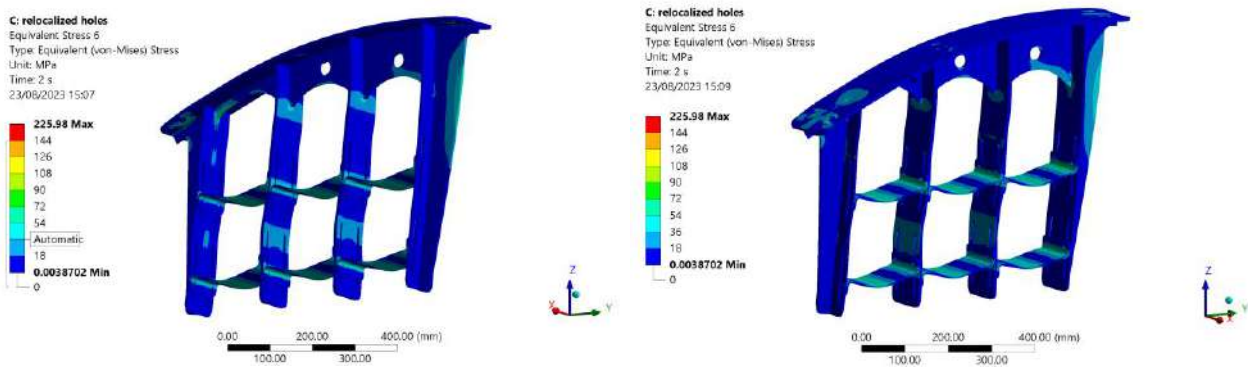 C: relocalized holes
Equivalent Stress 6
Type: Equivalent (von-Mises) Stress
Unit: MPa
Time: 2 s
23/08/2023 15:07
225.98 Max
144
126
108
90
72
54
Automatic
18
0.0038702 Min
0
0.00 200.00 400.00 (mm)
100.00 300.00
Z
X Y
C: relocalized holes
Equivalent Stress 6
Type: Equivalent (von-Mises) Stress
Unit: MPa
Time: 2 s
23/08/2023 15:09
225.98 Max
144
126
108
90
72
54
36
18
0.0038702 Min
0
0.00 200.00 400.00 (mm)
100.00 300.00
Z
Y
X